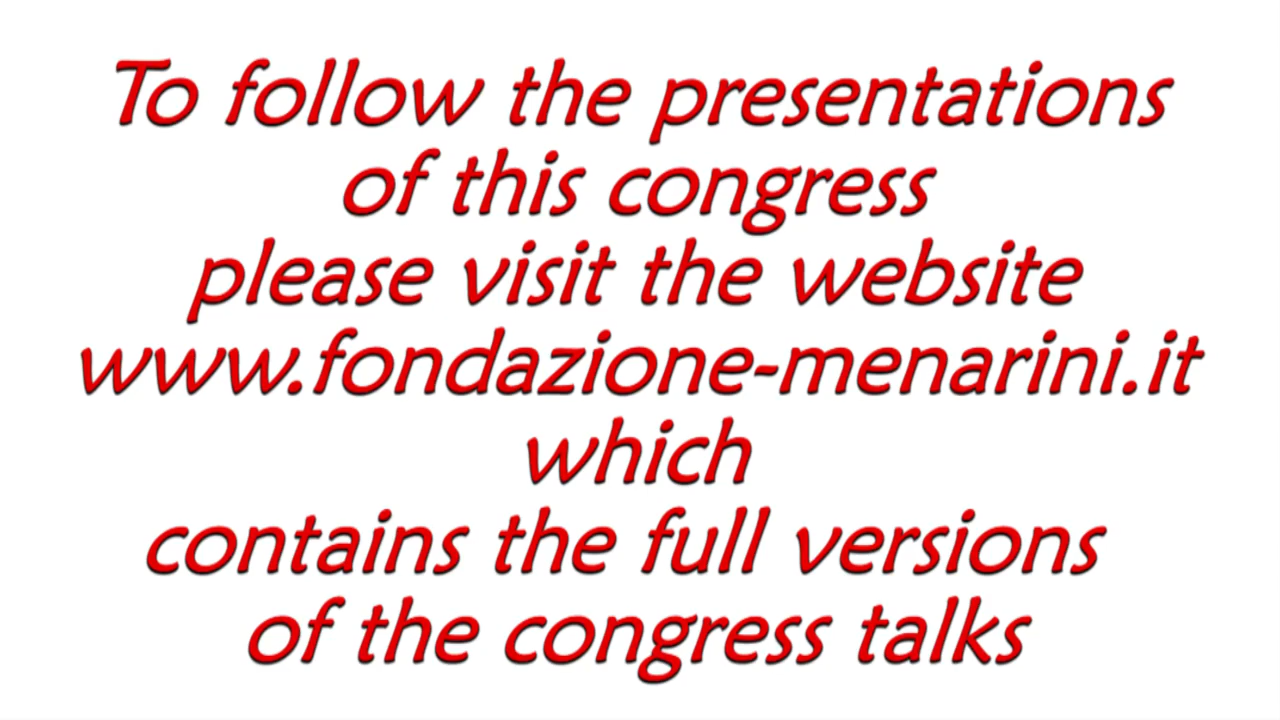 To follow the presentations
of this congress
please visit the website
www.fondazione-menarini.it
which
contains the full versions
of the congress talks